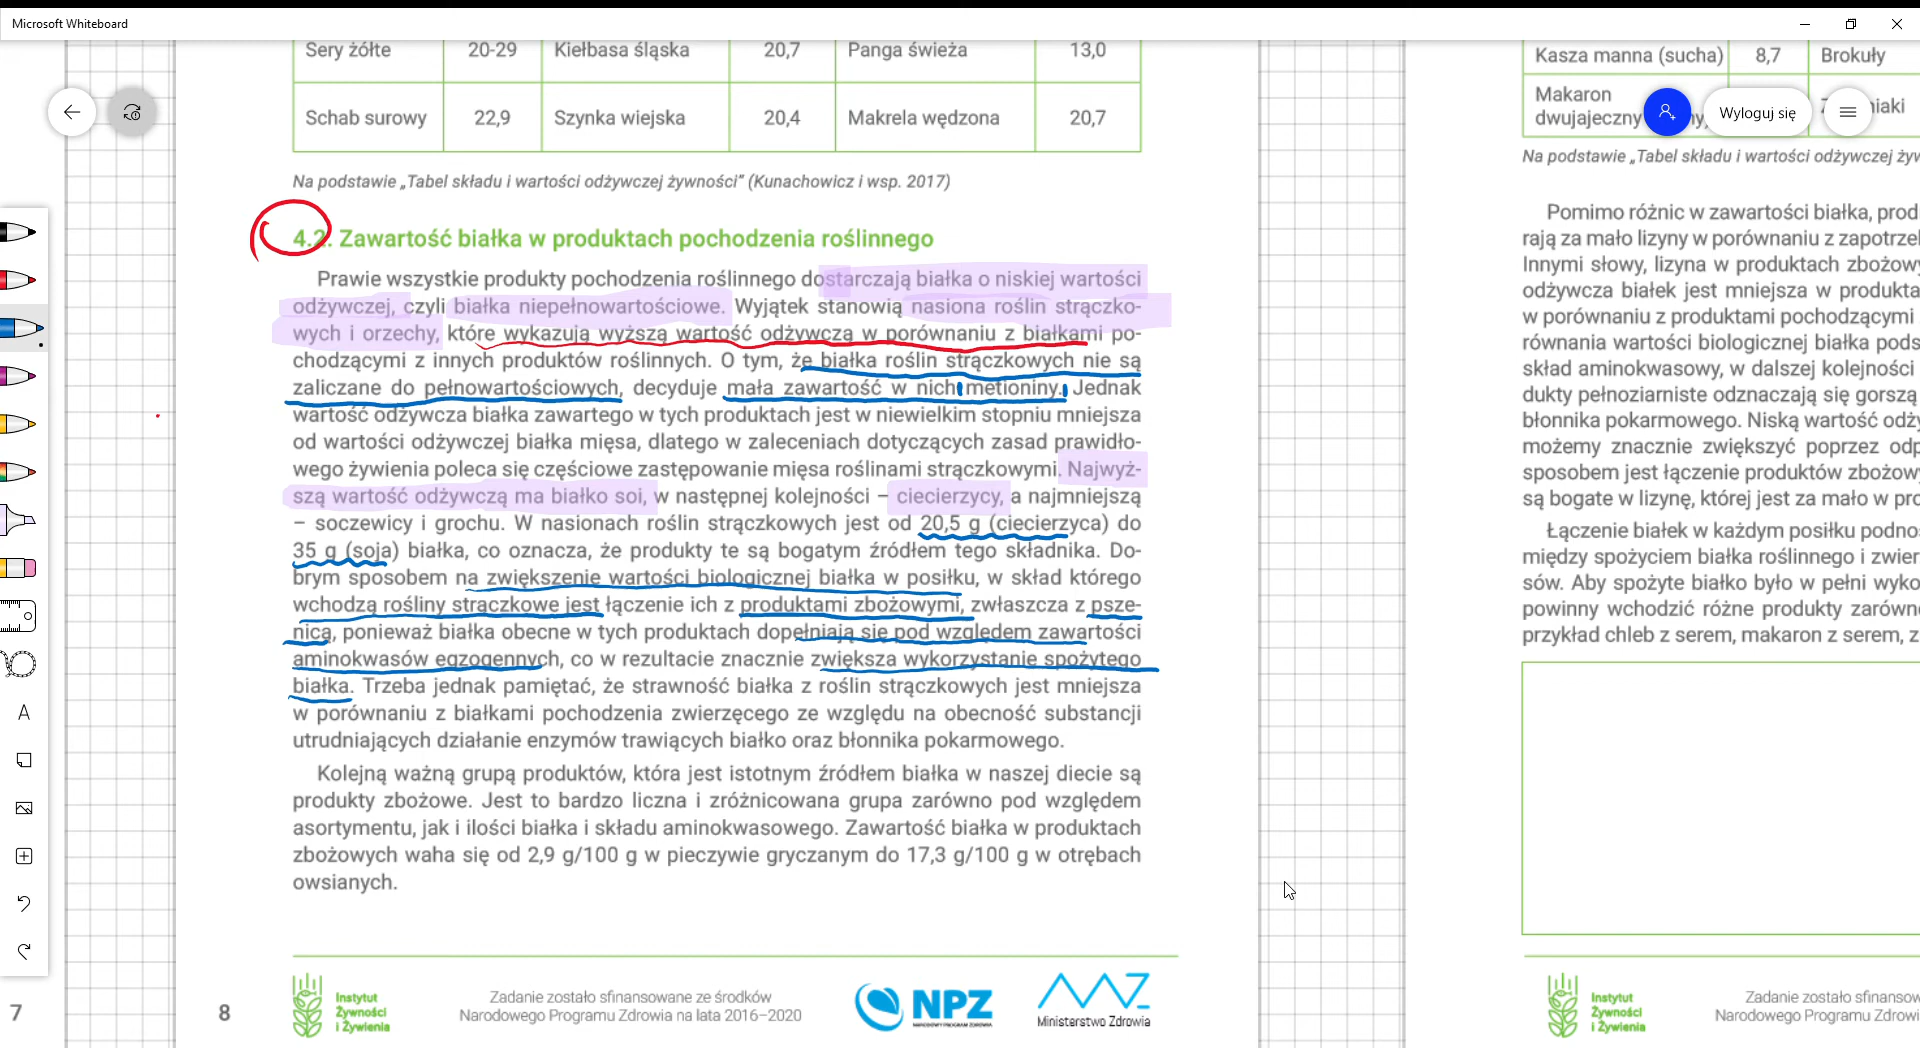 Microsoft Whiteboard
Sery żółte 20-29 Kiełbasa śląska 20,7 Panga świeża 13,0
Schab surowy 22,9 Szynka wiejska 20,4 Makrela wędzona 20,7
Na podstawie „Tabel składu i wartości odżywczej żywności” (Kunachowicz i wsp. 2017)
4.2. Zawartość białka w produktach pochodzenia roślinnego
Prawie wszystkie produkty pochodzenia roślinnego dostarczają białka o niskiej wartości
odżywczej, czyli białka niepełnowartościowe. Wyjątek stanowią nasiona roślin strączko-
wych i orzechy, które wykazują wyższą wartość odżywczą w porównaniu z białkami po-
chodzącymi z innych produktów roślinnych. O tym, że białka roślin strączkowych nie są
zaliczane do pełnowartościowych, decyduje mała zawartość w nich metioniny. Jednak
wartość odżywcza białka zawartego w tych produktach jest w niewielkim stopniu mniejsza
od wartości odżywczej białka mięsa, dlatego w zaleceniach dotyczących zasad prawidło-
wego żywienia poleca się częściowe zastępowanie mięsa roślinami strączkowymi. Najwyż-
szą wartość odżywczą ma białko soi, w następnej kolejności – ciecierzycy, a najmniejszą
– soczewicy i grochu. W nasionach roślin strączkowych jest od 20,5 g (ciecierzyca) do
35 g (soja) białka, co oznacza, że produkty te są bogatym źródłem tego składnika. Do-
brym sposobem na zwiększenie wartości biologicznej białka w posiłku, w skład którego
wchodzą rośliny strączkowe jest łączenie ich z produktami zbożowymi, zwłaszcza z psze-
nicą, ponieważ białka obecne w tych produktach dopełniają się pod względem zawartości
aminokwasów egzogennych, co w rezultacie znacznie zwiększa wykorzystanie spożytego
białka. Trzeba jednak pamiętać, że strawność białka z roślin strączkowych jest mniejsza
w porównaniu z białkami pochodzenia zwierzęcego ze względu na obecność substancji
utrudniających działanie enzymów trawiących białko oraz błonnika pokarmowego.
Kolejną ważną grupą produktów, która jest istotnym źródłem białka w naszej diecie są
produkty zbożowe. Jest to bardzo liczna i zróżnicowana grupa zarówno pod względem
asortymentu, jak i ilości białka i składu aminokwasowego. Zawartość białka w produktach
zbożowych waha się od 2,9 g/100 g w pieczywie gryczanym do 17,3 g/100 g w otrębach
owsianych.
7
8
Instytut
Żywności
i Żywienia
Zadanie zostało sfinansowane ze środków
Narodowego Programu Zdrowia na lata 2016–2020
NPZ
NARODOWY PROGRAM ZDROWIA
Ministerstwo Zdrowia
Kasza manna (sucha) 8,7 Brokuły
Makaron
dwujajeczny
Wyloguj się
Na podstawie „Tabel składu i wartości odżywczej
Pomimo różnic w zawartości białka,
rają za mało lizyny w porównaniu z
Innymi słowy, lizyna w produktach
odżywcza białek jest mniejsza w
w porównaniu z produktami pochodzącymi
równania wartości biologicznej białka
skład aminokwasowy, w dalszej kolejności
dukty pełnoziarniste odznaczają się gorszą
błonnika pokarmowego. Niską wartość
możemy znacznie zwiększyć poprzez
sposobem jest łączenie produktów
są bogate w lizynę, której jest za mało w
Łączenie białek w każdym posiłku
między spożyciem białka roślinnego i
sów. Aby spożyte białko było w pełni
powinny wchodzić różne produkty
przykład chleb z serem, makaron z serem, z
Instytut
Żywności
i Żywienia
Zadanie zostało
Narodowego Programu
A